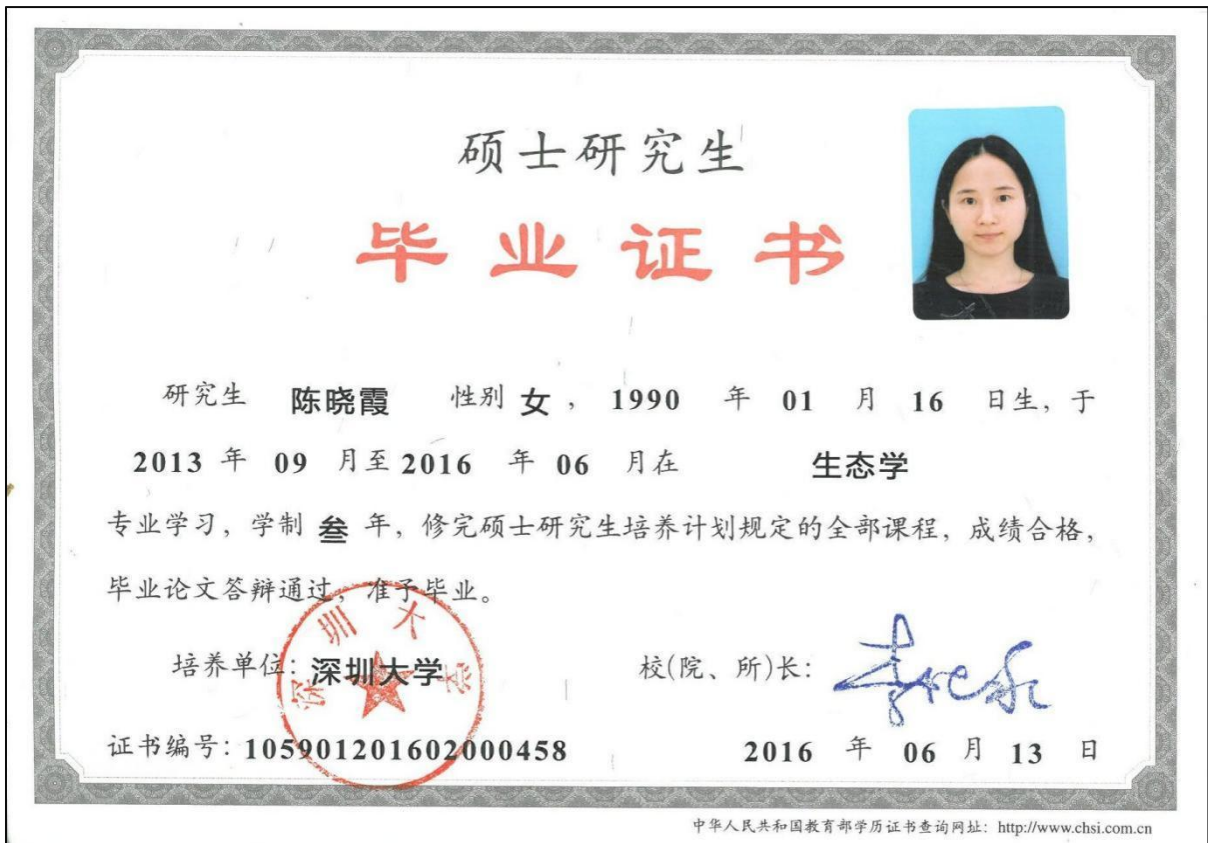 硕士研究生
毕业证书
研究生 陈晓霞 性别 女, 1990 年 01 月 16 日生, 于
2013 年 09 月至 2016 年 06 月在 生态学
专业学习, 学制 叁 年, 修完硕士研究生培养计划规定的全部课程, 成绩合格,
毕业论文答辩通过, 准予毕业。
培养单位: 深圳大学 校(院、所)长:
深圳大学
证书编号: 105901201602000458 2016 年 06 月 13 日
中华人民共和国教育部学历证书查询网址: http://www.chsi.com.cn